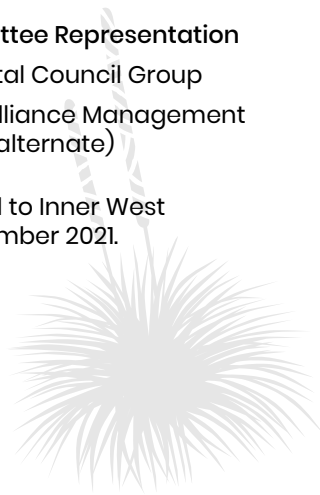 ttee Representation
tal Council Group
lliance Management
alternate)
to Inner West
mber 2021.